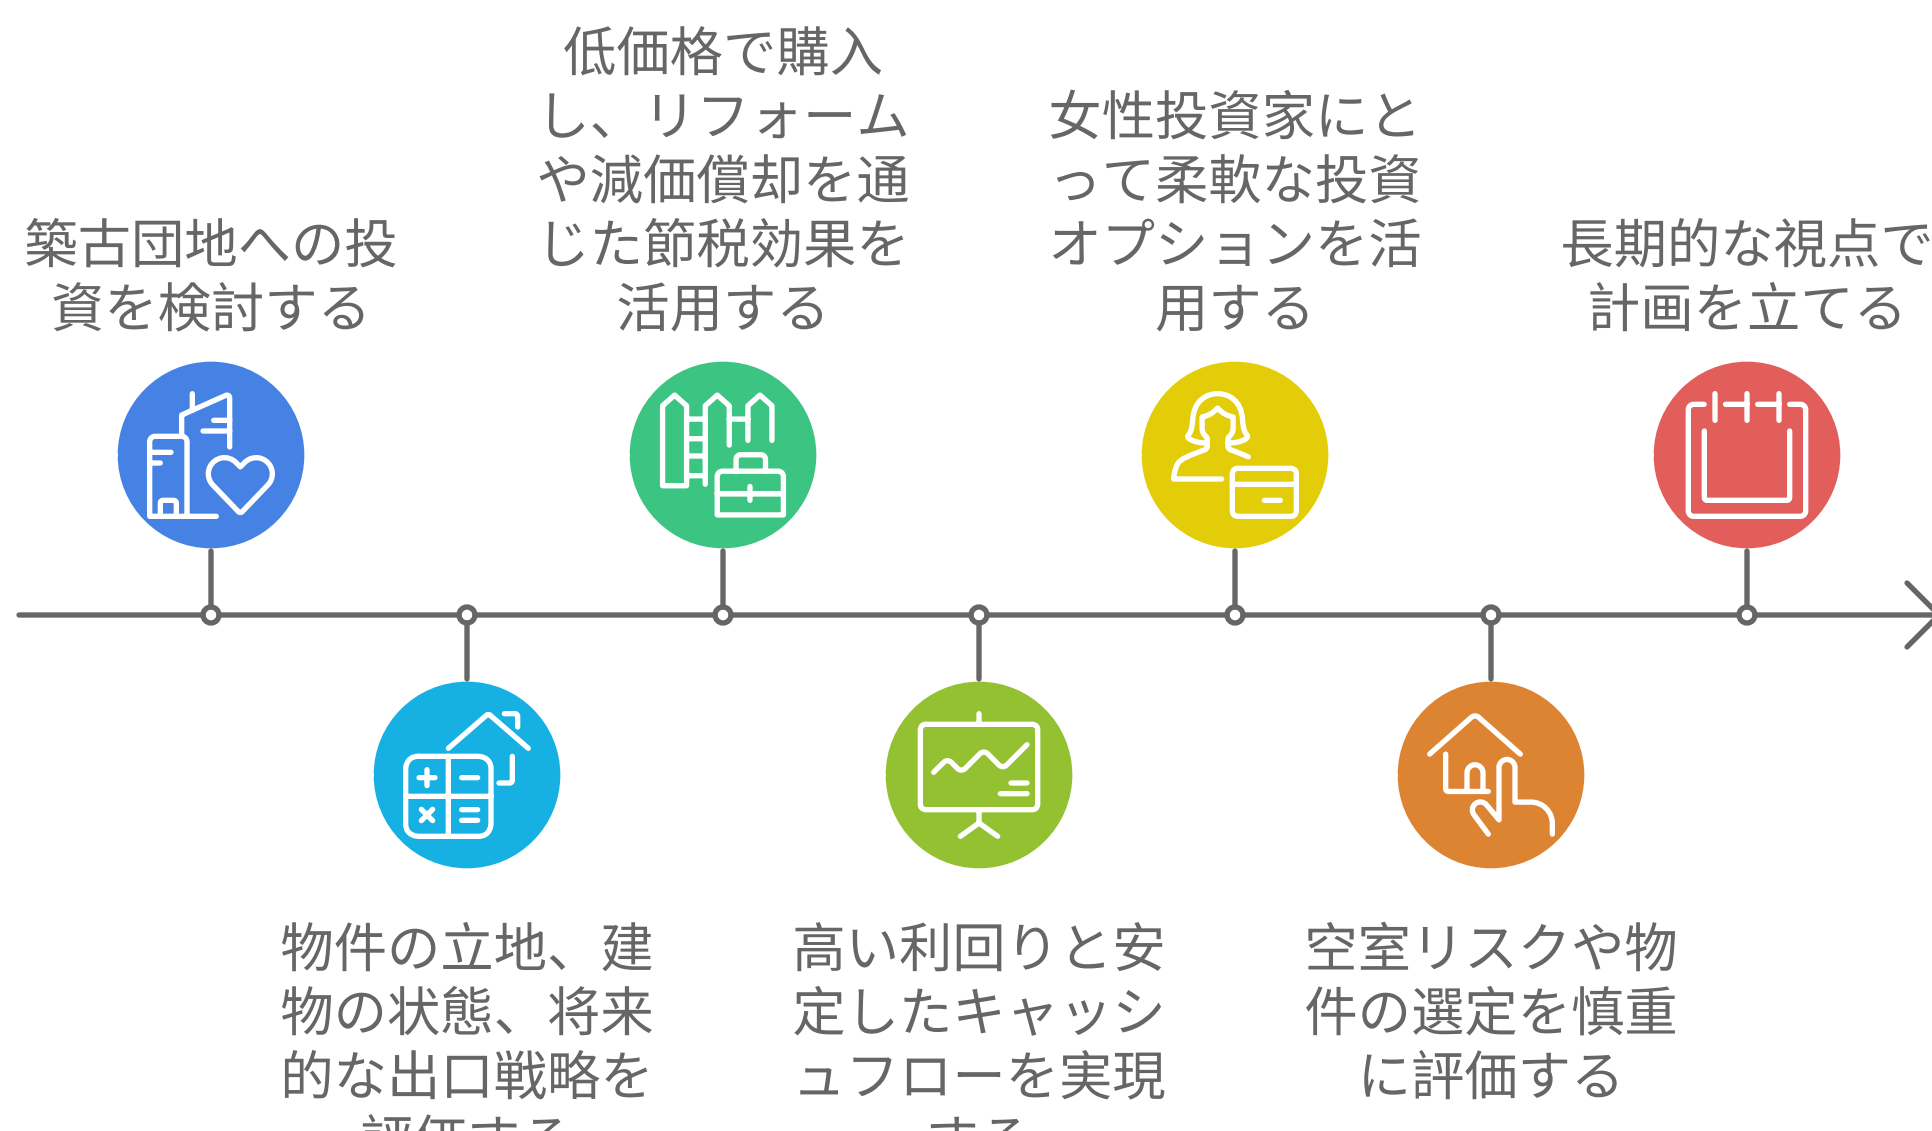 築古団地への投
資を検討する
物件の立地、建
物の状態、将来
的な出口戦略を
評価する
低価格で購入
し、リフォーム
や減価償却を通
じた節税効果を
活用する
高い利回りと安
定したキャッシ
ュフローを実現
する
女性投資家にと
って柔軟な投資
オプションを活
用する
空室リスクや物
件の選定を慎重
に評価する
長期的な視点で
計画を立てる